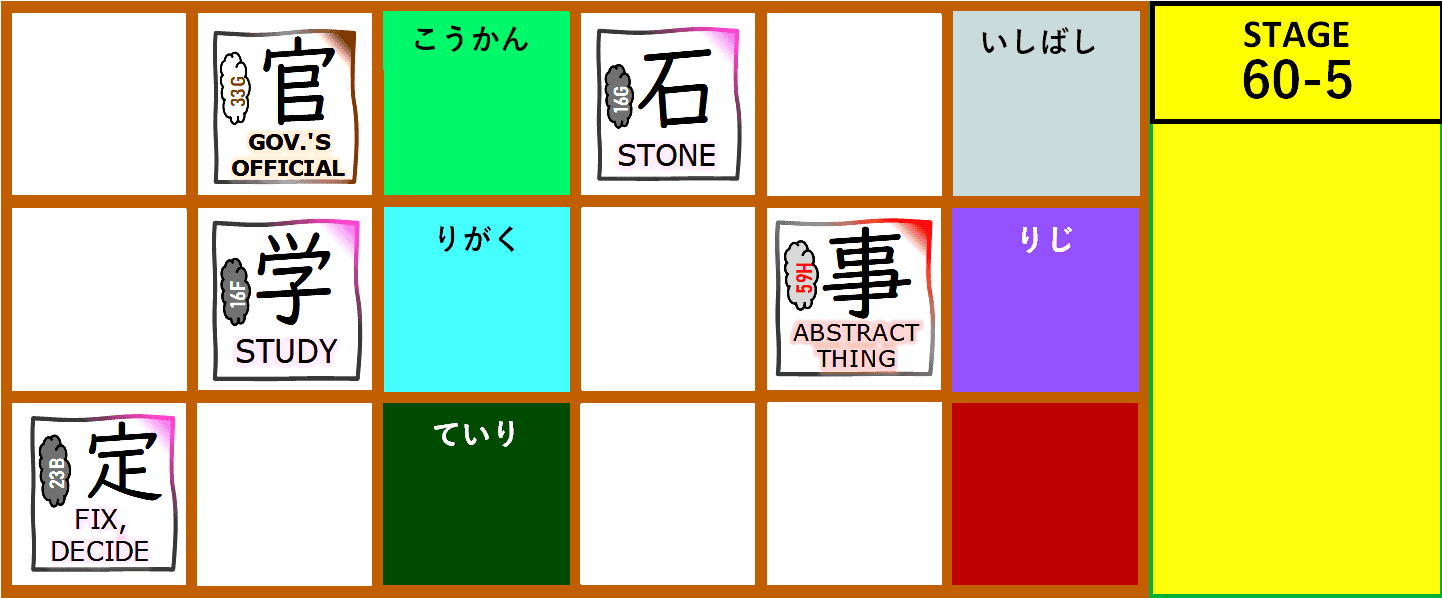 33G
官
GOV.'S
OFFICIAL
こうかん
16G
石
STONE
いしばし
STAGE
60-5
16F
学
STUDY
りがく
59H
事
ABSTRACT
THING
りじ
23B
定
FIX,
DECIDE
ていり